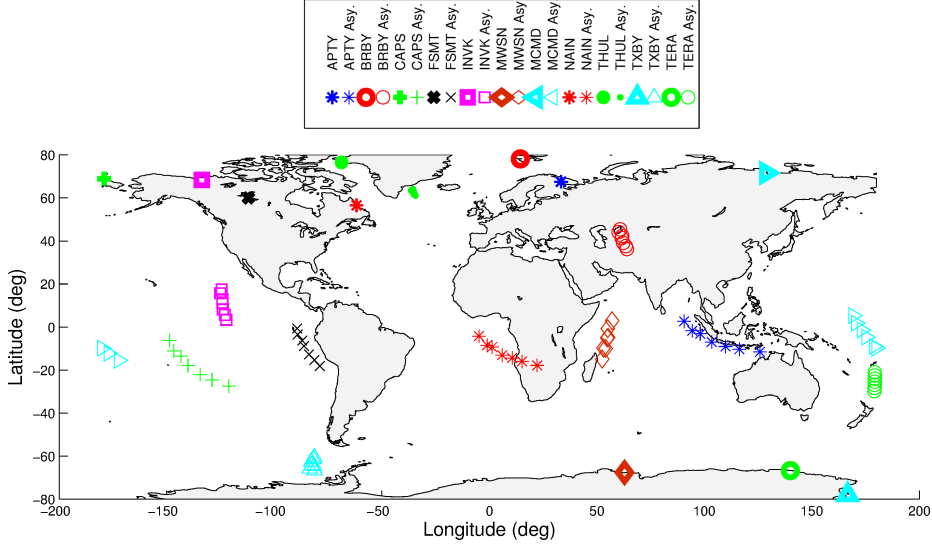 APTY
APTY Asy.
BRBY
BRBY Asy.
CAPS
CAPS Asy.
FSMT
FSMT Asy.
INVK
INVK Asy.
MWSN
MWSN Asy
MCMD
MCMD Asy
NAIN
NAIN Asy.
THUL
THUL Asy.
TXBY
TXBY Asy.
TERA
TERA Asy.
80
60
40
20
0
−20
−40
−60
−80
Latitude (deg)
−200
−150
−100
−50
0
50
100
150
200
Longitude (deg)